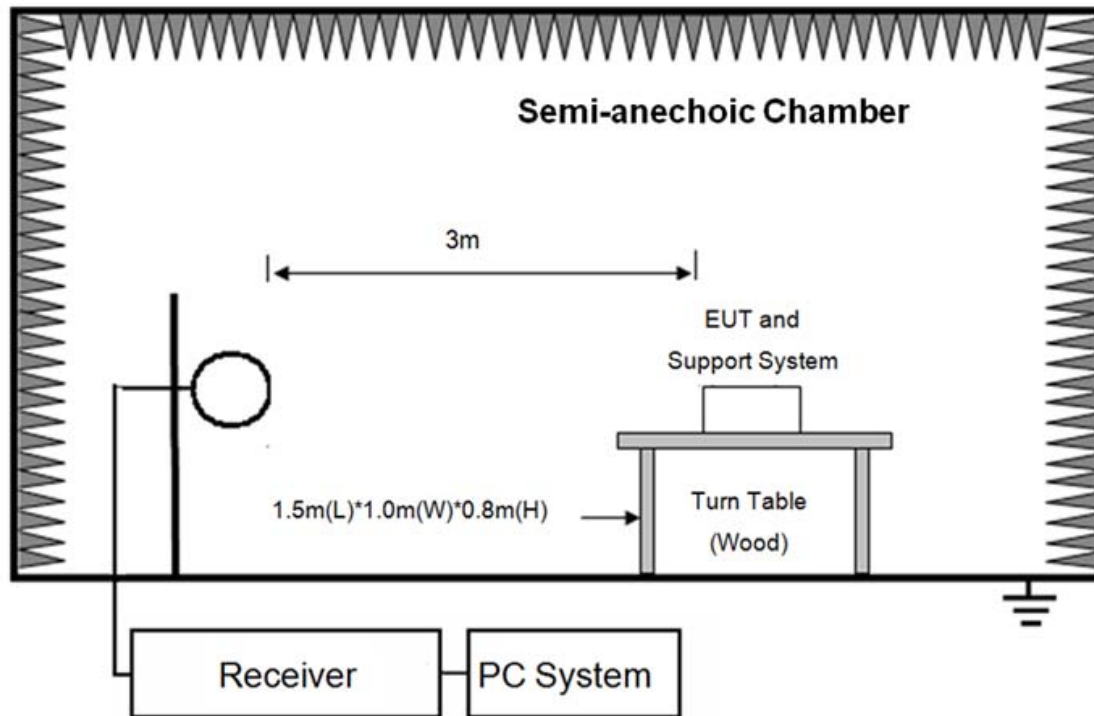 Semi-anechoic Chamber
3m
EUT and
Support System
1.5m(L)*1.0m(W)*0.8m(H)
Turn Table
(Wood)
Receiver
PC System